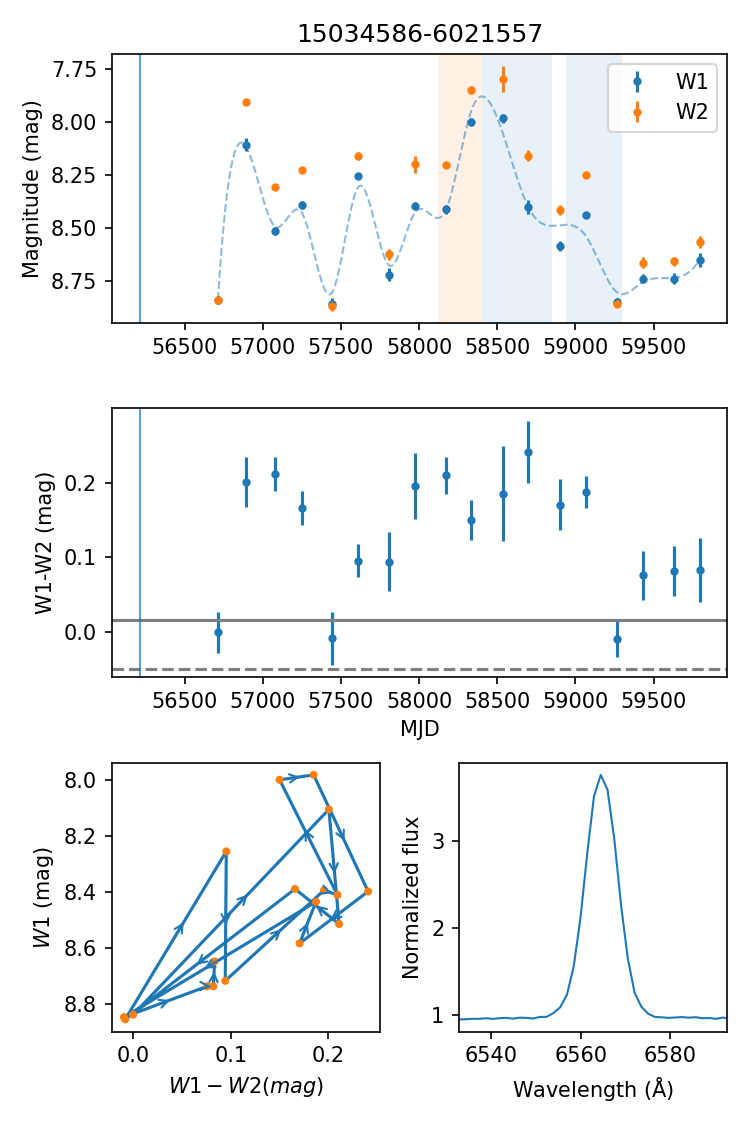 15034586-6021557
Magnitude (mag)
7.75
8.00
8.25
8.50
8.75
W1
W2
56500 57000 57500 58000 58500 59000 59500
W1-W2 (mag)
0.2
0.1
0.0
56500 57000 57500 58000 58500 59000 59500
MJD
W1 (mag)
8.0
8.2
8.4
8.6
8.8
0.0 0.1 0.2
W1 − W2(mag)
Normalized flux
3
2
1
6540 6560 6580
Wavelength (Å)